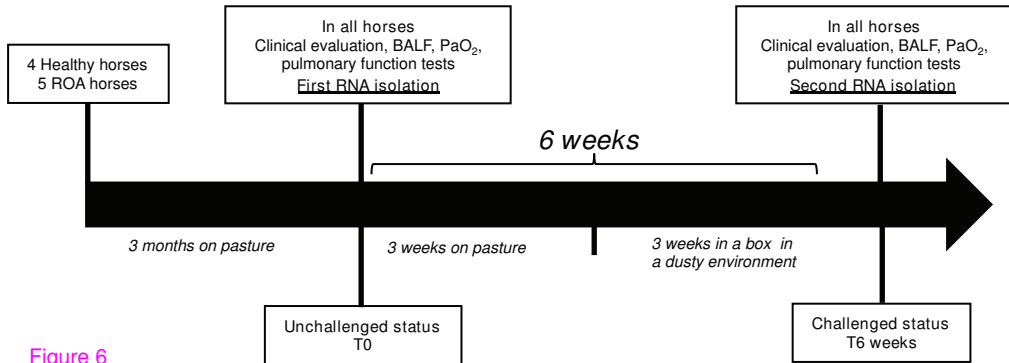 4 Healthy horses
5 ROA horses
In all horses
Clinical evaluation, BALF, PaO₂,
pulmonary function tests
First RNA isolation
In all horses
Clinical evaluation, BALF, PaO₂,
pulmonary function tests
Second RNA isolation
6 weeks
3 months on pasture
3 weeks on pasture
3 weeks in a box in
a dusty environment
Unchallenged status
T0
Challenged status
T6 weeks
Figure 6